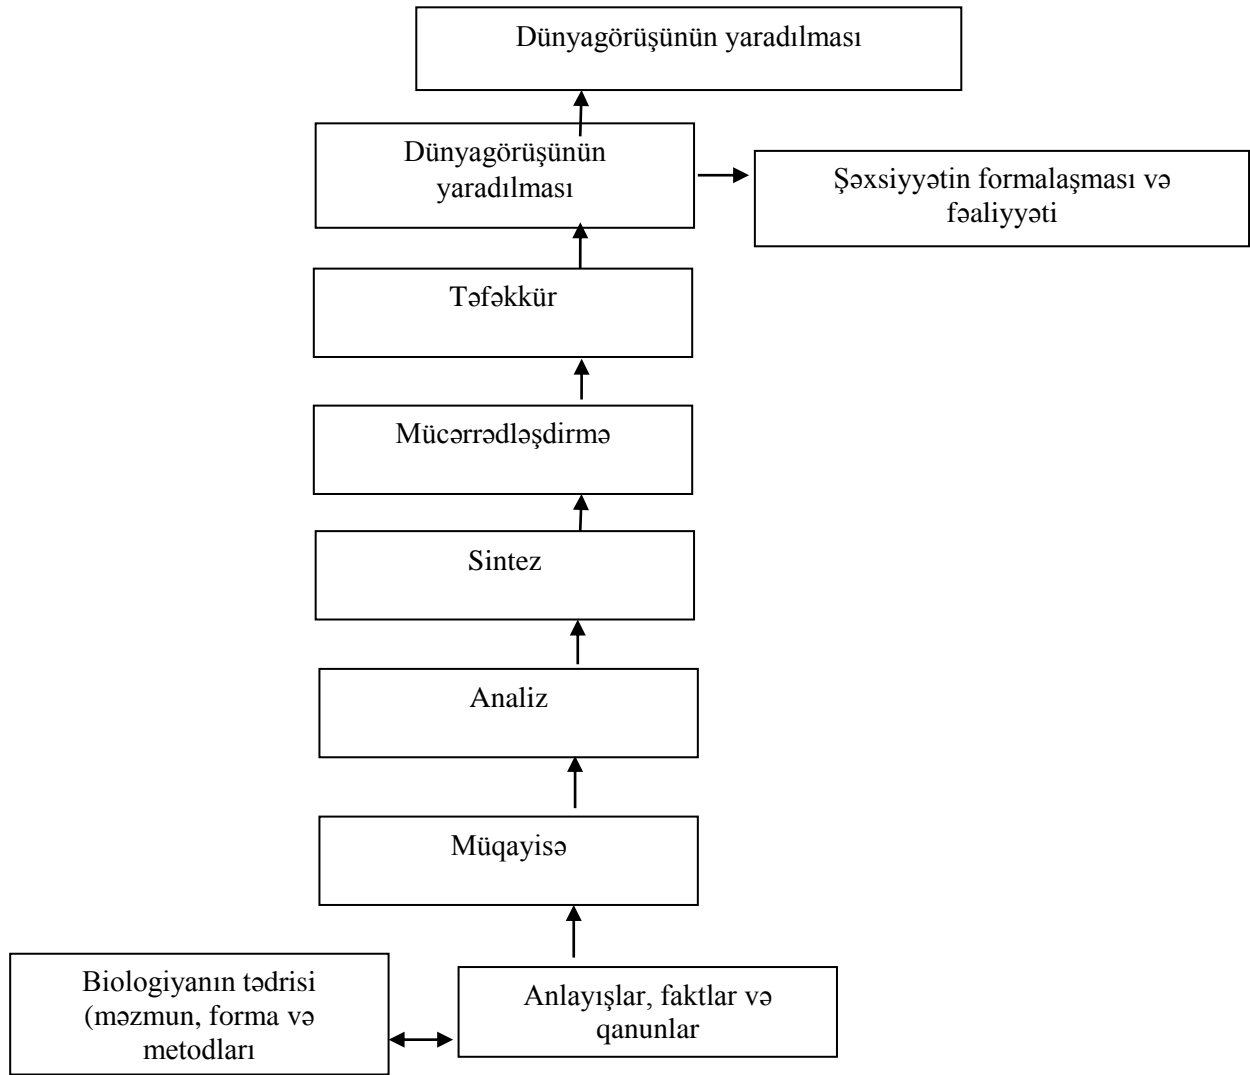 Dünyagörüşünün yaradılması
Dünyagörüşünün
yaradılması
Şəxsiyyətin formalaşması və
fəaliyyəti
Təfəkkür
Mücərrədləşdirmə
Sintez
Analiz
Müqayisə
Biologiyanın tədrisi
(məzmun, forma və
metodları
Anlayışlar, faktlar və
qanunlar